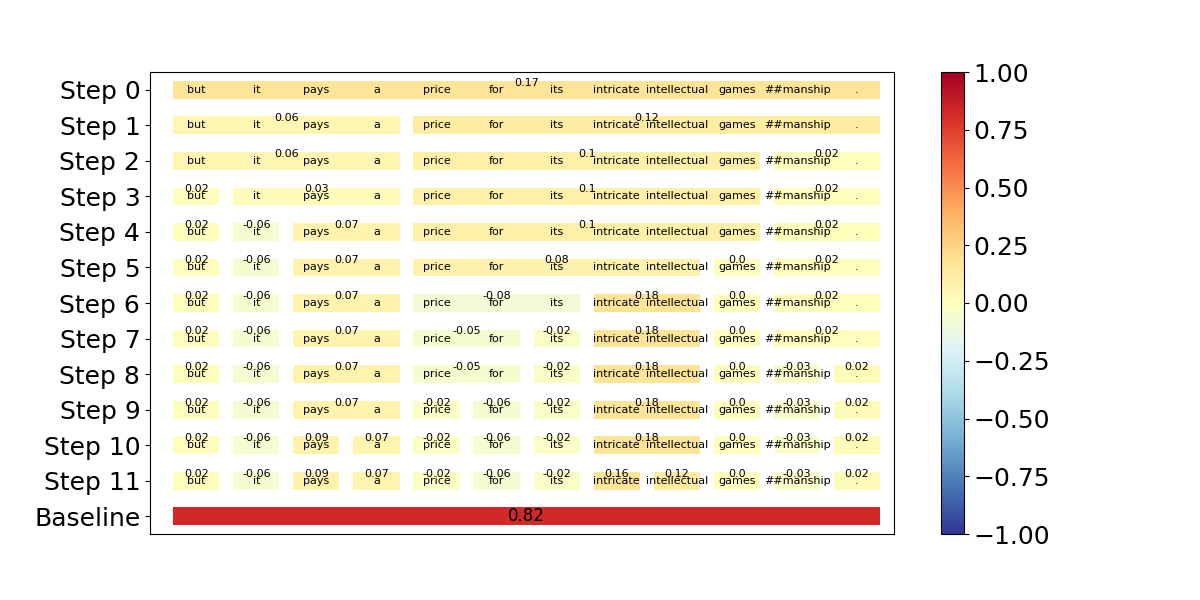 0.17
Step 0 but it pays a price for its intricate intellectual games ##manship .
0.06 0.12
Step 1 but it pays a price for its intricate intellectual games ##manship .
0.06 0.1 0.02
Step 2 but it pays a price for its intricate intellectual games ##manship .
0.02 0.03 0.1 0.02
Step 3 but it pays a price for its intricate intellectual games ##manship .
0.02 -0.06 0.07 0.1 0.02
Step 4 but it pays a price for its intricate intellectual games ##manship .
0.02 -0.06 0.07 0.08 0.0 0.02
Step 5 but it pays a price for its intricate intellectual games ##manship .
0.02 -0.06 0.07 -0.08 0.18 0.0 0.02
Step 6 but it pays a price for its intricate intellectual games ##manship .
0.02 -0.06 0.07 -0.05 -0.02 0.18 0.0 0.02
Step 7 but it pays a price for its intricate intellectual games ##manship .
0.02 -0.06 0.07 -0.05 -0.02 0.18 0.0 -0.03 0.02
Step 8 but it pays a price for its intricate intellectual games ##manship .
0.02 -0.06 0.07 -0.02 -0.06 -0.02 0.18 0.0 -0.03 0.02
Step 9 but it pays a price for its intricate intellectual games ##manship .
0.02 -0.06 0.09 0.07 -0.02 -0.06 -0.02 0.18 0.0 -0.03 0.02
Step 10 but it pays a price for its intricate intellectual games ##manship .
0.02 -0.06 0.09 0.07 -0.02 -0.06 -0.02 0.16 0.12 0.0 -0.03 0.02
Step 11 but it pays a price for its intricate intellectual games ##manship .
Baseline 0.82
1.00
0.75
0.50
0.25
0.00
−0.25
−0.50
−0.75
−1.00